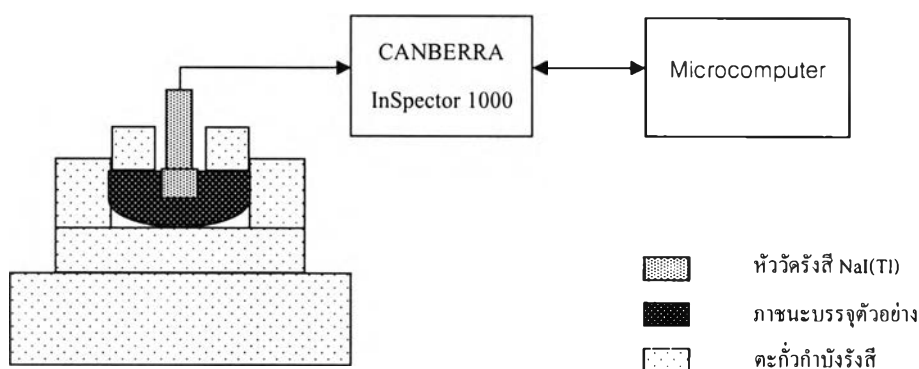 CANBERRA
InSpector 1000
Microcomputer
หัววัดรังสี NaI(Tl)
ภาชนะบรรจุตัวอย่าง
ตะกั่วกำบังรังสี